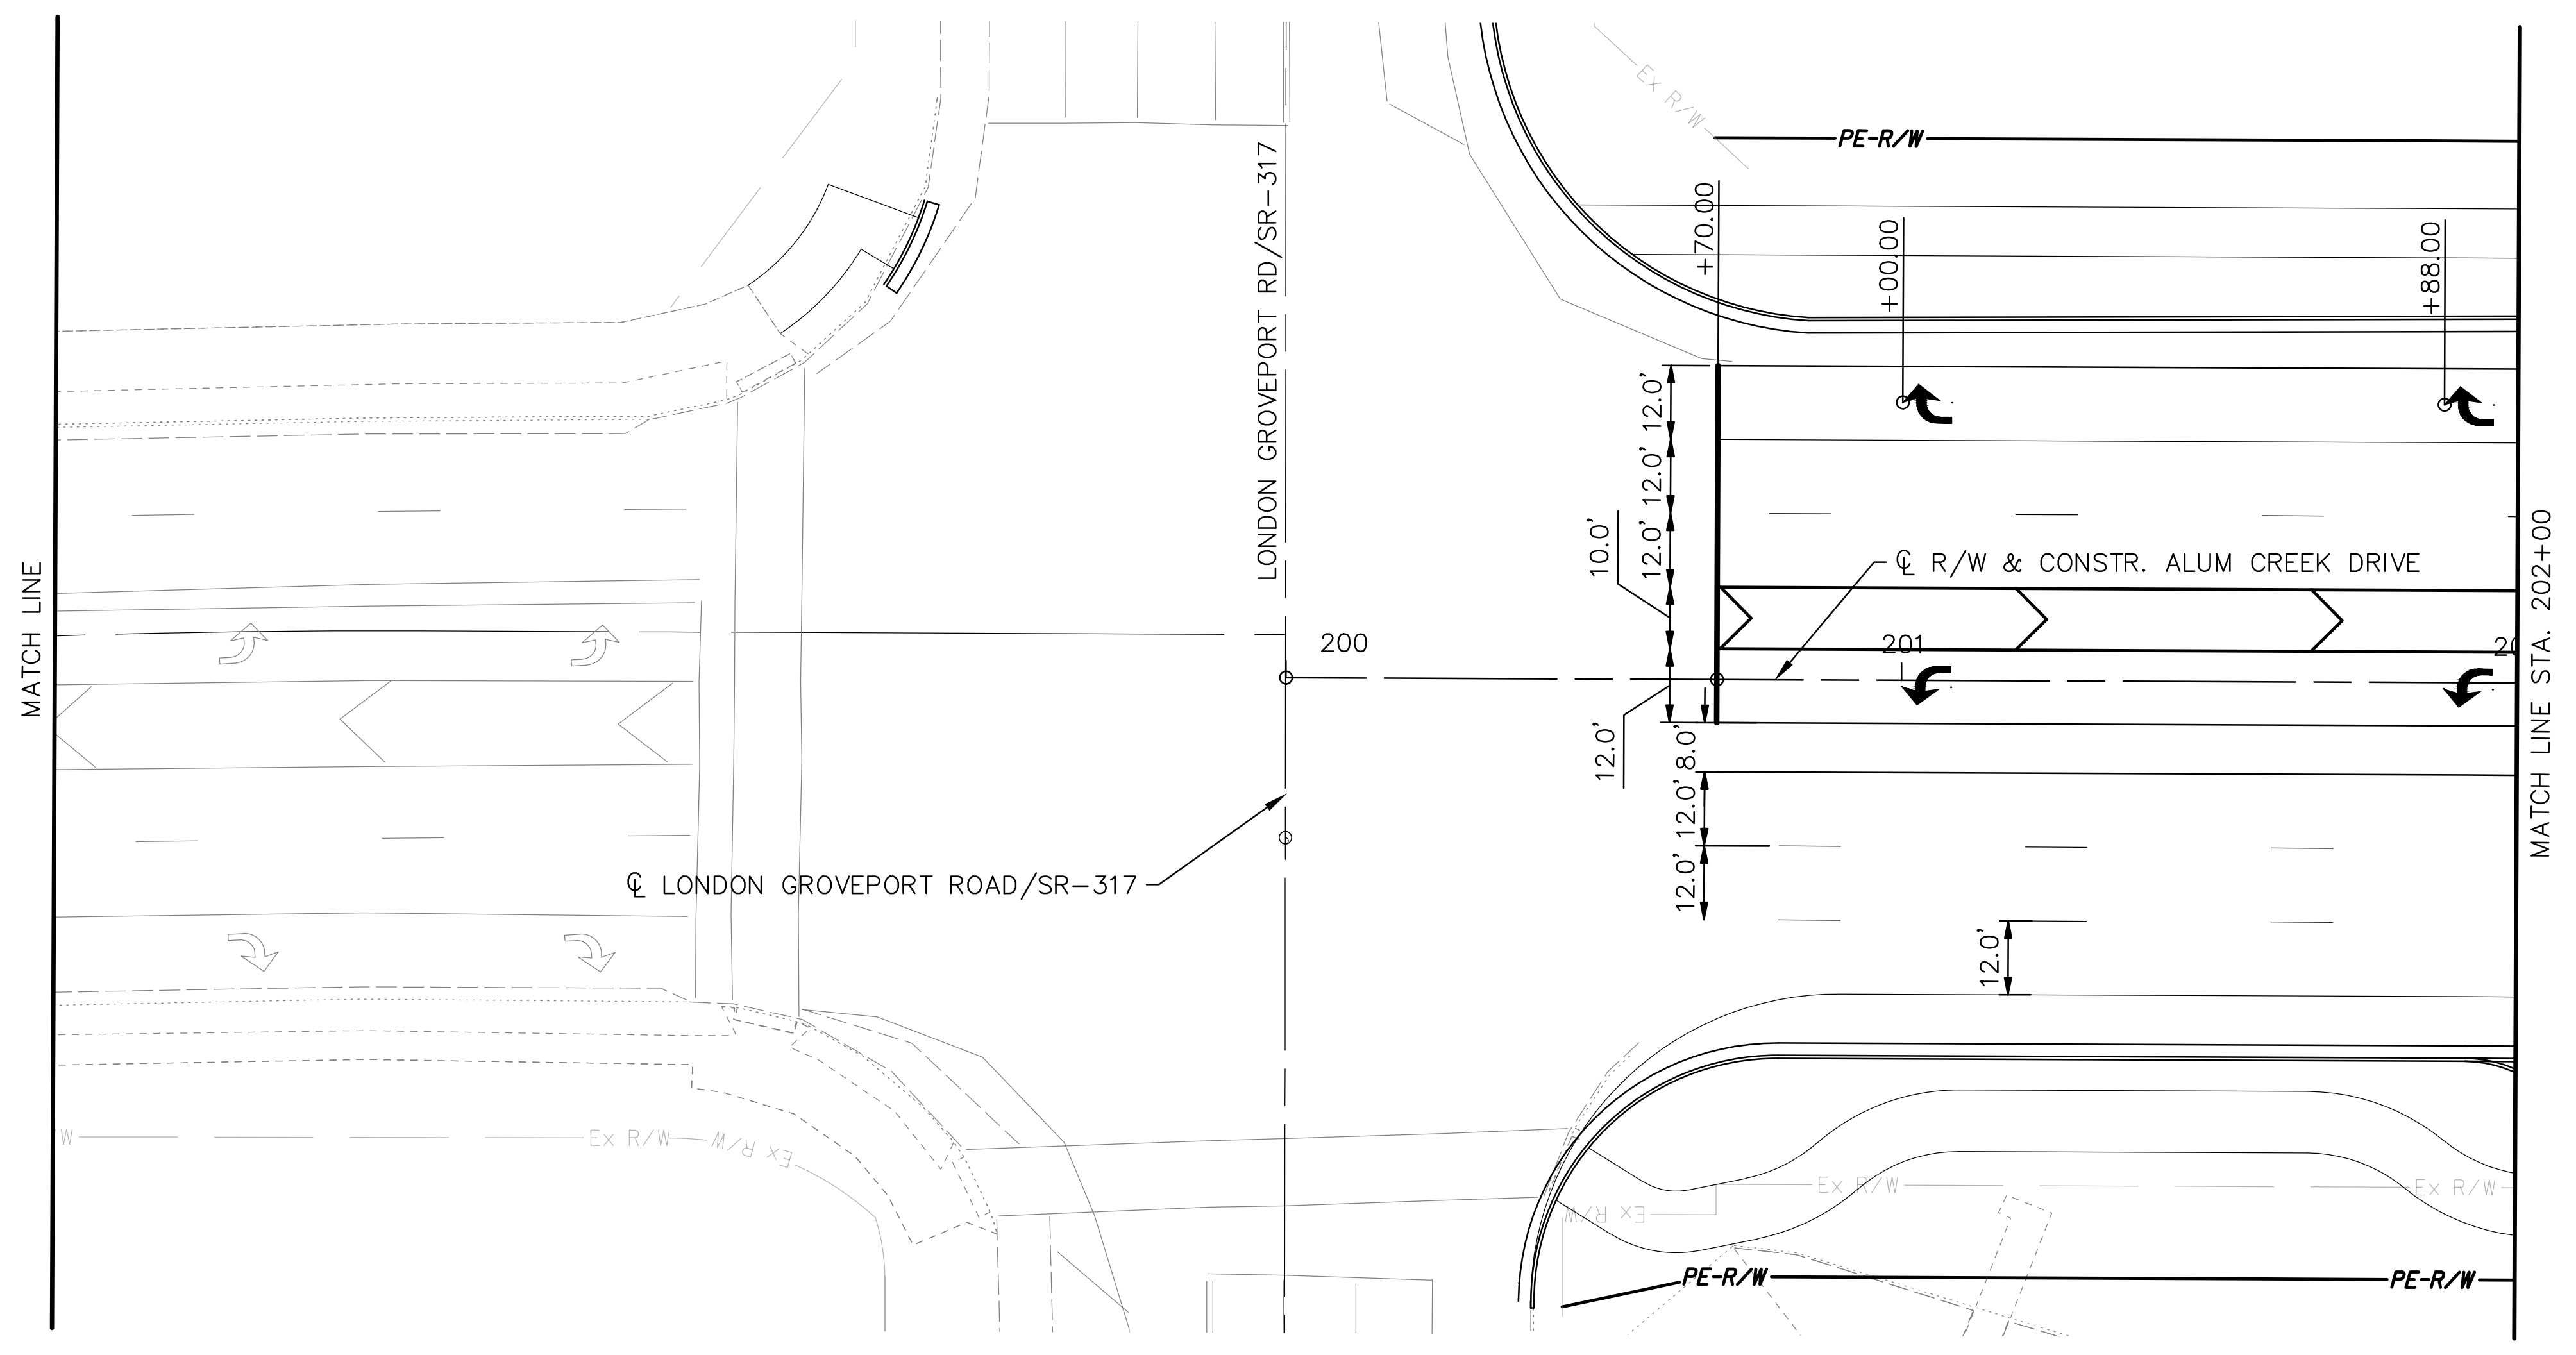 MATCH LINE
LONDON GROVEPORT RD/SR-317
Ex R/W
PE-R/W
+70.00
+00.00
+88.00
12.0'
12.0'
12.0'
10.0'
℄ R/W & CONSTR. ALUM CREEK DRIVE
200
201
20
MATCH LINE STA. 202+00
12.0'
8.0'
12.0'
12.0'
℄ LONDON GROVEPORT ROAD/SR-317
12.0'
W
Ex R/W
Ex R/W
Ex R/W
Ex R/W
Ex R/W
PE-R/W
PE-R/W